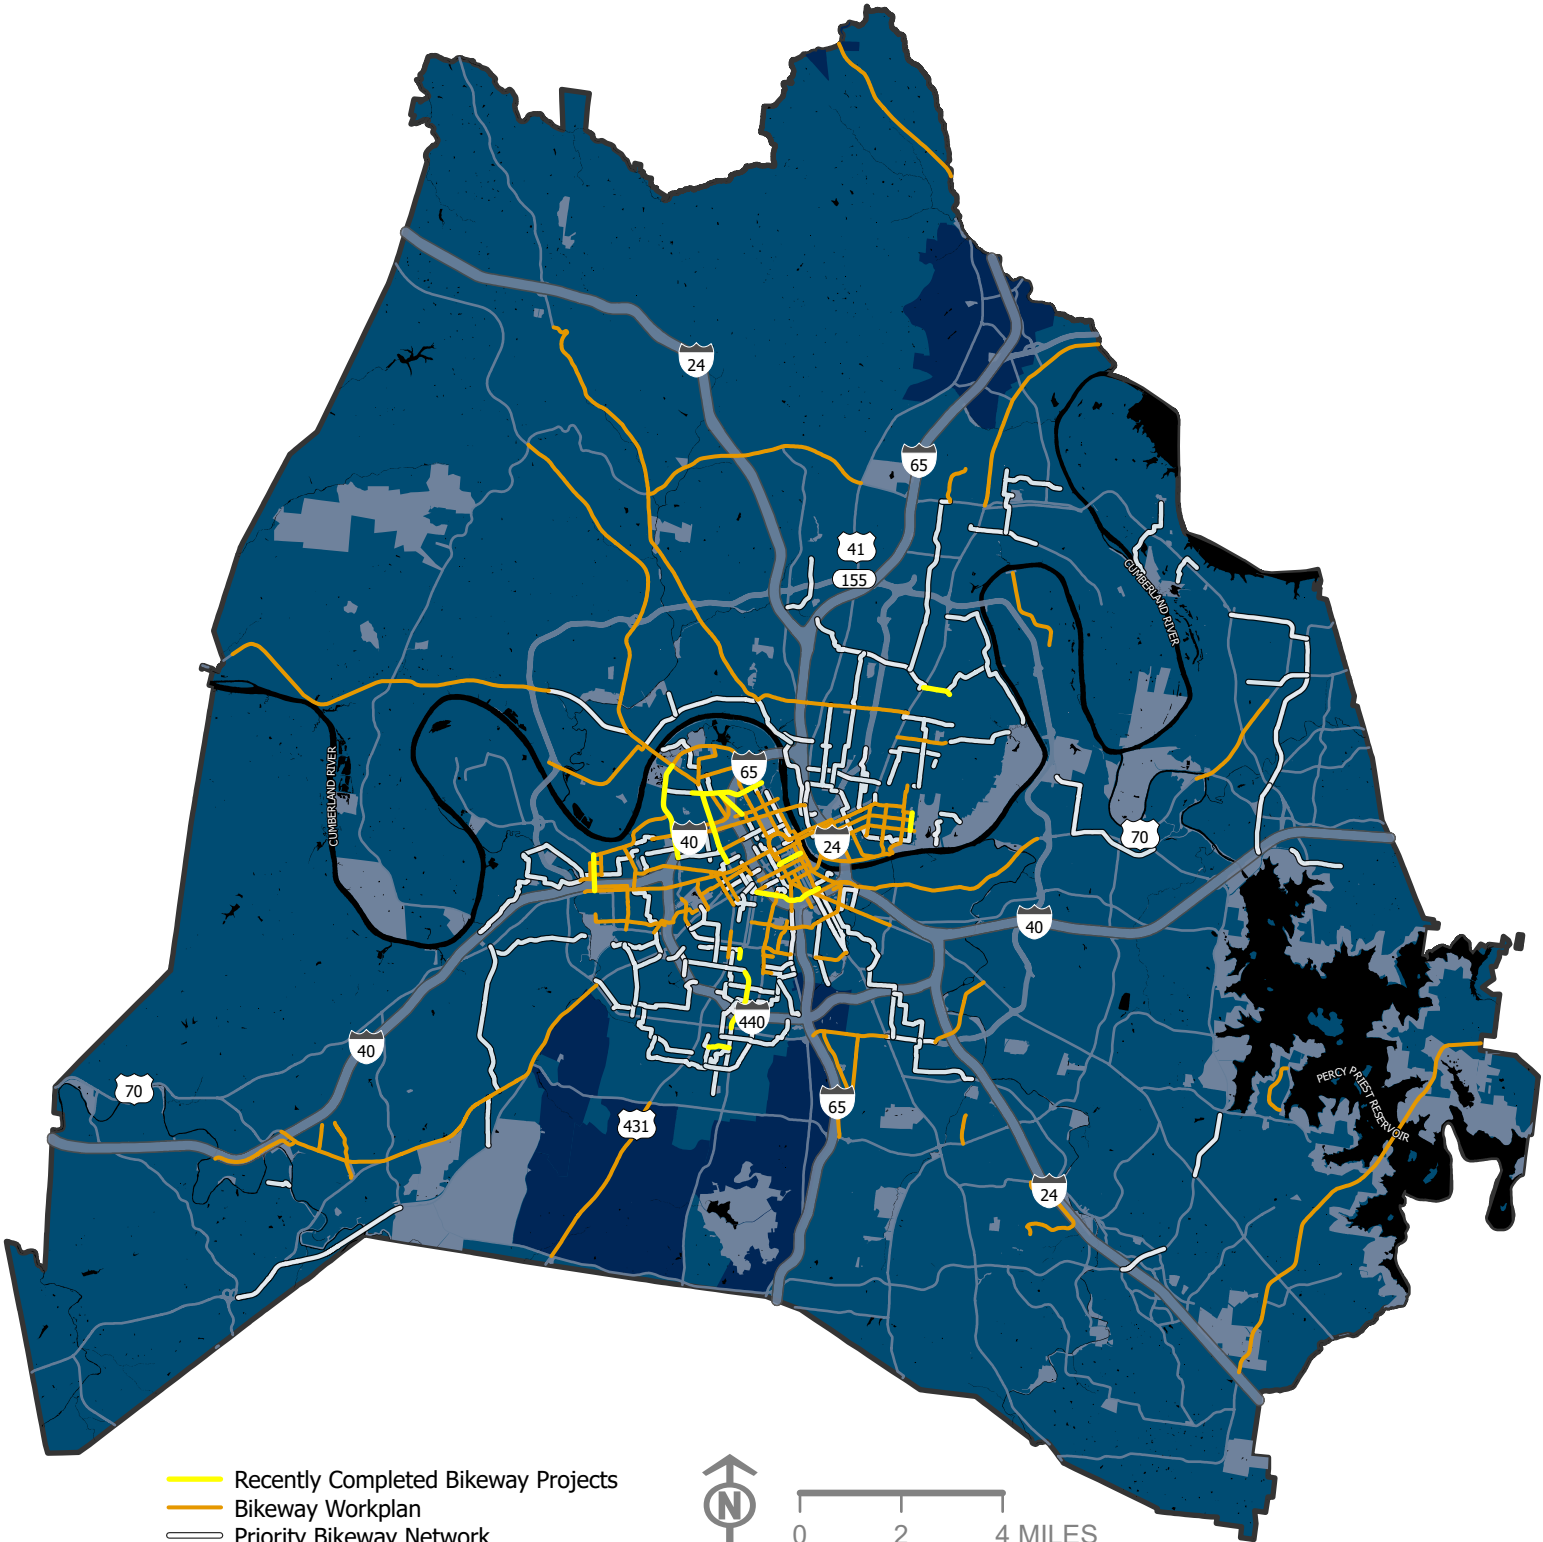 24
65
41
155
CUMBERLAND RIVER
CUMBERLAND RIVER
65
40
24
70
40
440
40
70
65
431
PERCY PRIEST RESERVOIR
24
Recently Completed Bikeway Projects
Bikeway Workplan
Priority Bikeway Network
N
0 2 4 MILES